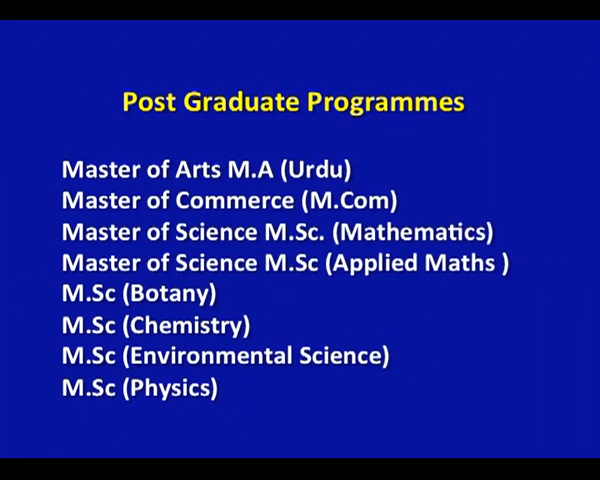 Post Graduate Programmes
Master of Arts M.A (Urdu)
Master of Commerce (M.Com)
Master of Science M.Sc. (Mathematics)
Master of Science M.Sc (Applied Maths )
M.Sc (Botany)
M.Sc (Chemistry)
M.Sc (Environmental Science)
M.Sc (Physics)